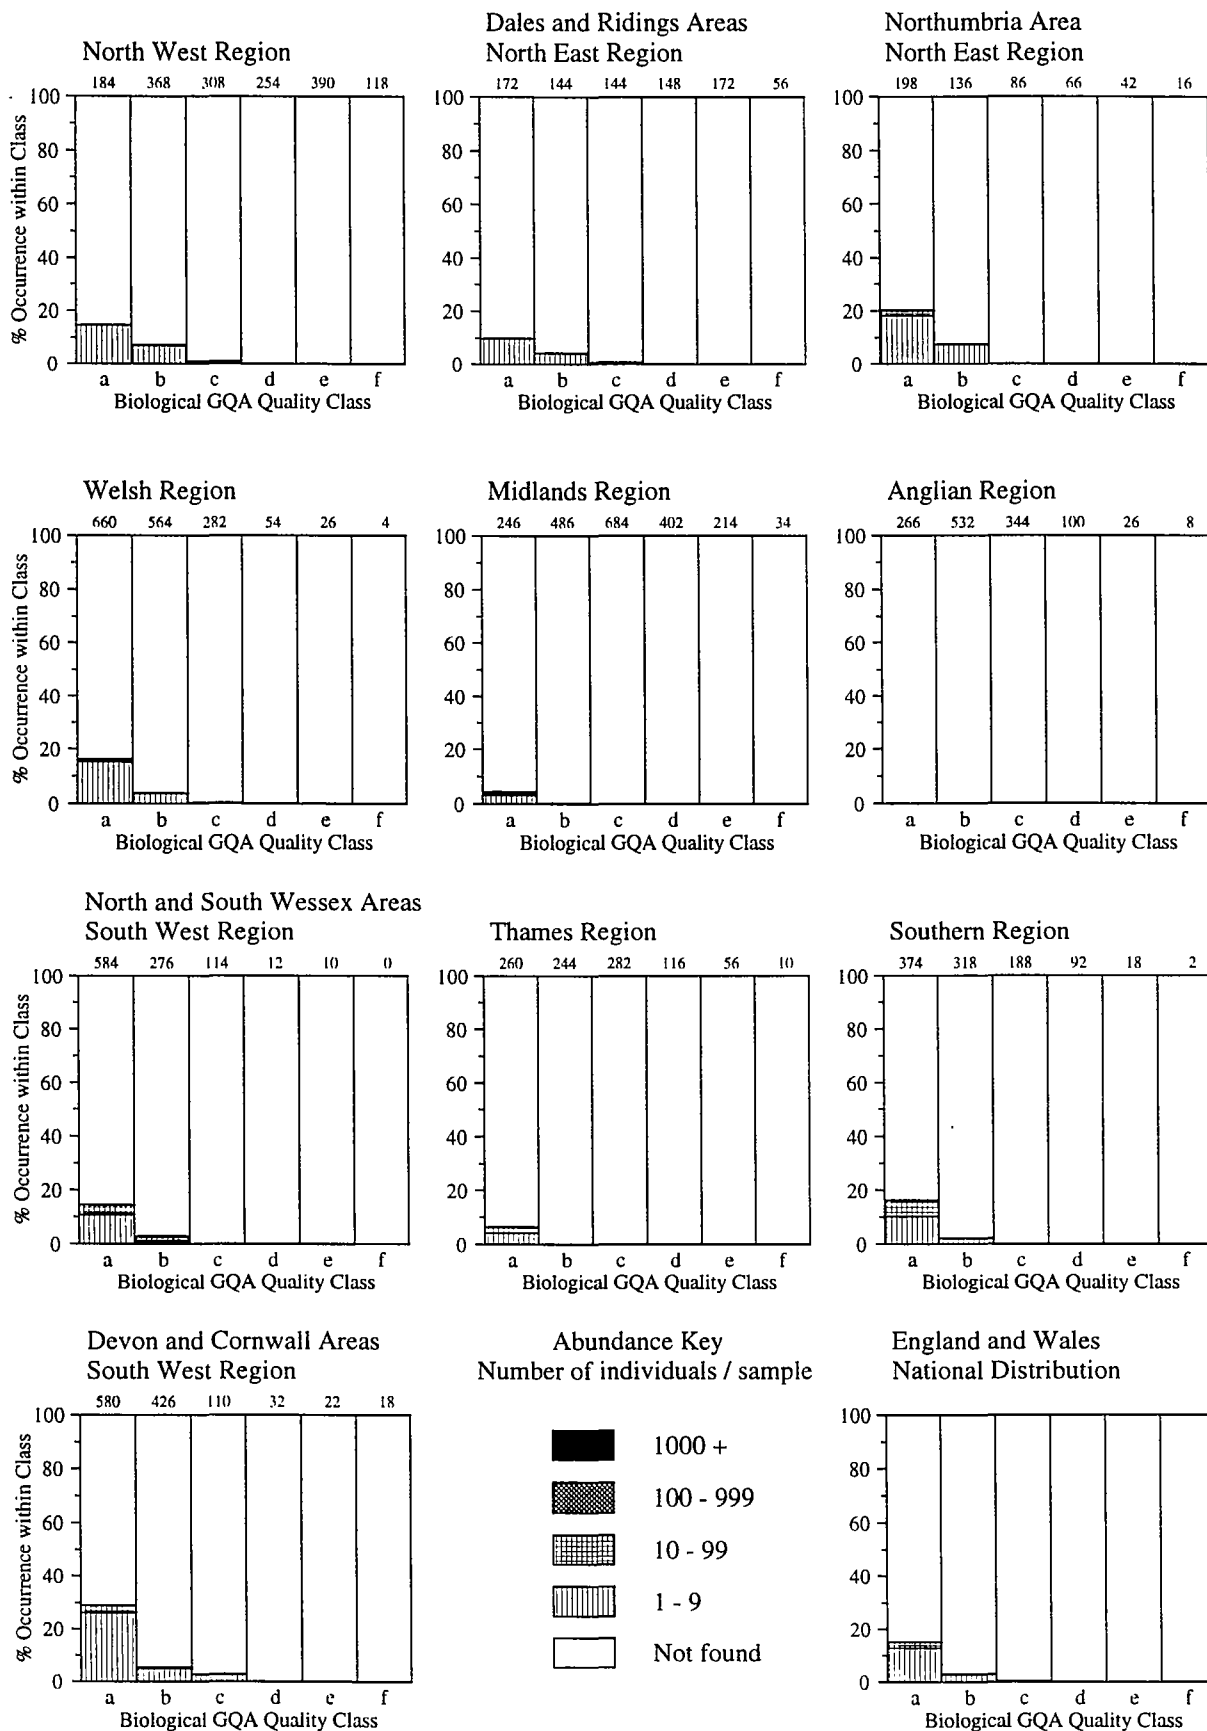 North West Region
184 368 308 254 390 118
% Occurrence within Class
100
80
60
40
20
0
a b c d e f
Biological GQA Quality Class
Dales and Ridings Areas
North East Region
172 144 144 148 172 56
100
80
60
40
20
0
a b c d e f
Biological GQA Quality Class
Northumbria Area
North East Region
198 136 86 66 42 16
100
80
60
40
20
0
a b c d e f
Biological GQA Quality Class
Welsh Region
660 564 282 54 26 4
% Occurrence within Class
100
80
60
40
20
0
a b c d e f
Biological GQA Quality Class
Midlands Region
246 486 684 402 214 34
100
80
60
40
20
0
a b c d e f
Biological GQA Quality Class
Anglian Region
266 532 344 100 26 8
100
80
60
40
20
0
a b c d e f
Biological GQA Quality Class
North and South Wessex Areas
South West Region
584 276 114 12 10 0
% Occurrence within Class
100
80
60
40
20
0
a b c d e f
Biological GQA Quality Class
Thames Region
260 244 282 116 56 10
100
80
60
40
20
0
a b c d e f
Biological GQA Quality Class
Southern Region
374 318 188 92 18 2
100
80
60
40
20
0
a b c d e f
Biological GQA Quality Class
Devon and Cornwall Areas
South West Region
580 426 110 32 22 18
% Occurrence within Class
100
80
60
40
20
0
a b c d e f
Biological GQA Quality Class
Abundance Key
Number of individuals / sample
1000 +
100 - 999
10 - 99
1 - 9
Not found
England and Wales
National Distribution
100
80
60
40
20
0
a b c d e f
Biological GQA Quality Class